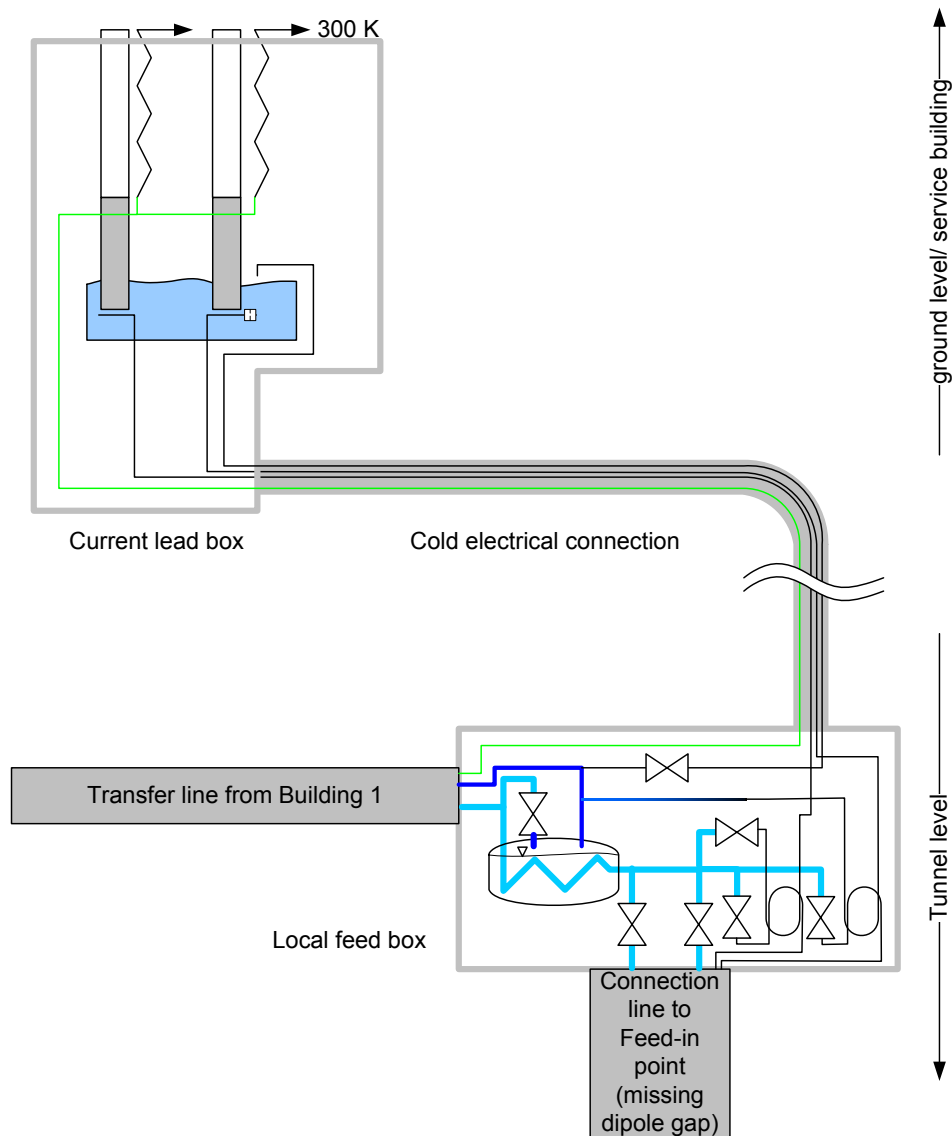 300 K
ground level/ service building
Current lead box
Cold electrical connection
Transfer line from Building 1
Local feed box
Tunnel level
Connection
line to
Feed-in
point
(missing
dipole gap)